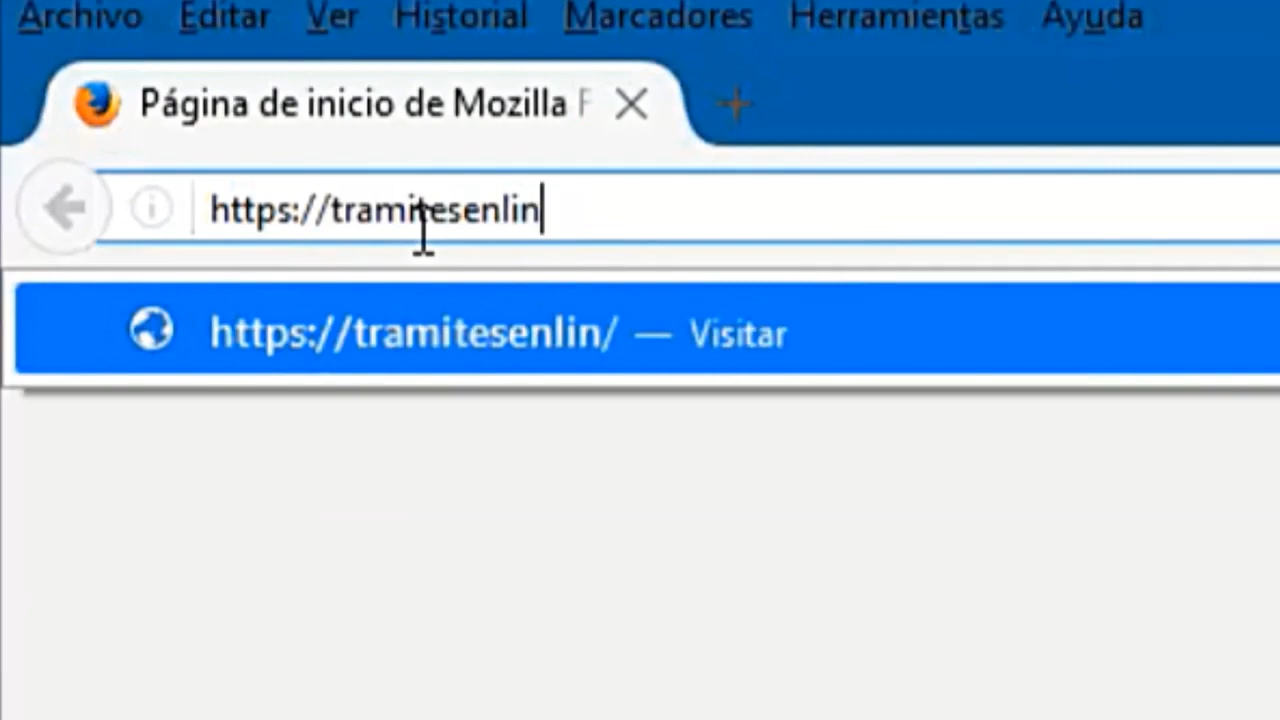 Archivo Editar Ver Historial Marcadores Herramientas Ayuda
Página de inicio de Mozilla F
https://tramitesenlin
https://tramitesenlin/ — Visitar